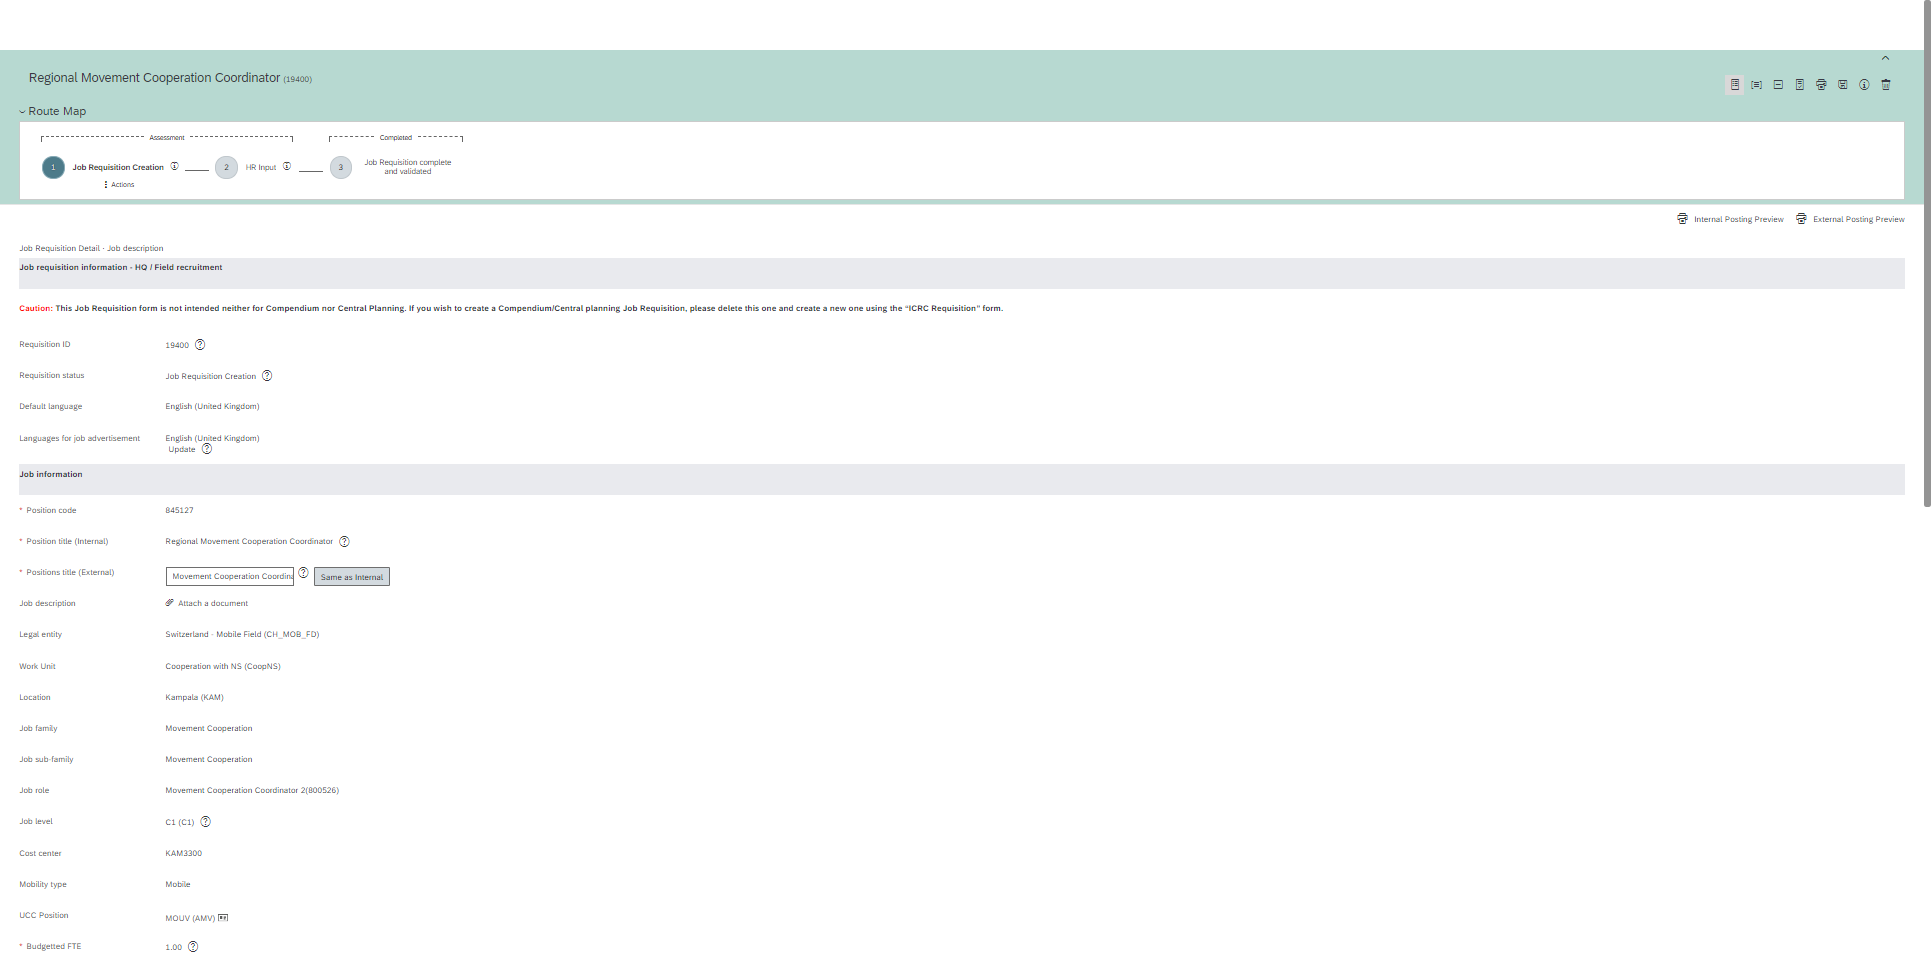 Regional Movement Cooperation Coordinator (19400)
Route Map
Assessment
Completed
1 Job Requisition Creation
2 HR Input
3 Job Requisition complete
and validated
Actions
Internal Posting Preview
External Posting Preview
Job Requisition Detail - Job description
Job requisition information - HQ / Field recruitment
Caution: This Job Requisition form is not intended neither for Compendium nor Central Planning. If you wish to create a Compendium/Central planning Job Requisition, please delete this one and create a new one using the “ICRC Requisition” form.
Requisition ID 19400
Requisition status Job Requisition Creation
Default language English (United Kingdom)
Languages for job advertisement English (United Kingdom)
Update
Job information
* Position code 845127
* Position title (Internal) Regional Movement Cooperation Coordinator
* Positions title (External) Movement Cooperation Coordina Same as Internal
Job description Attach a document
Legal entity Switzerland - Mobile Field (CH_MOB_FD)
Work Unit Cooperation with NS (CoopNS)
Location Kampala (KAM)
Job family Movement Cooperation
Job sub-family Movement Cooperation
Job role Movement Cooperation Coordinator 2(800526)
Job level C1 (C1)
Cost center KAM3300
Mobility type Mobile
UCC Position MOUV (AMV)
* Budgetted FTE 1.00